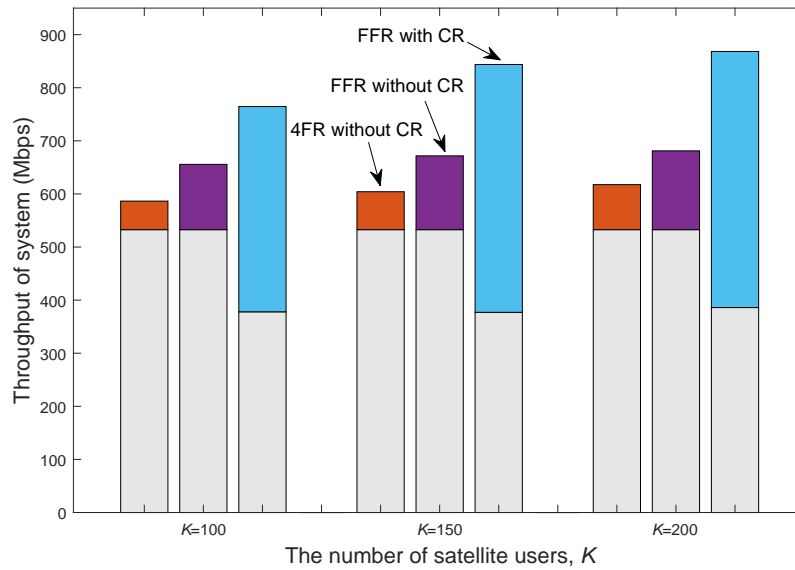 900
800
700
600
500
400
300
200
100
0
Throughput of system (Mbps)
FFR with CR
FFR without CR
4FR without CR
K=100
K=150
K=200
The number of satellite users, K